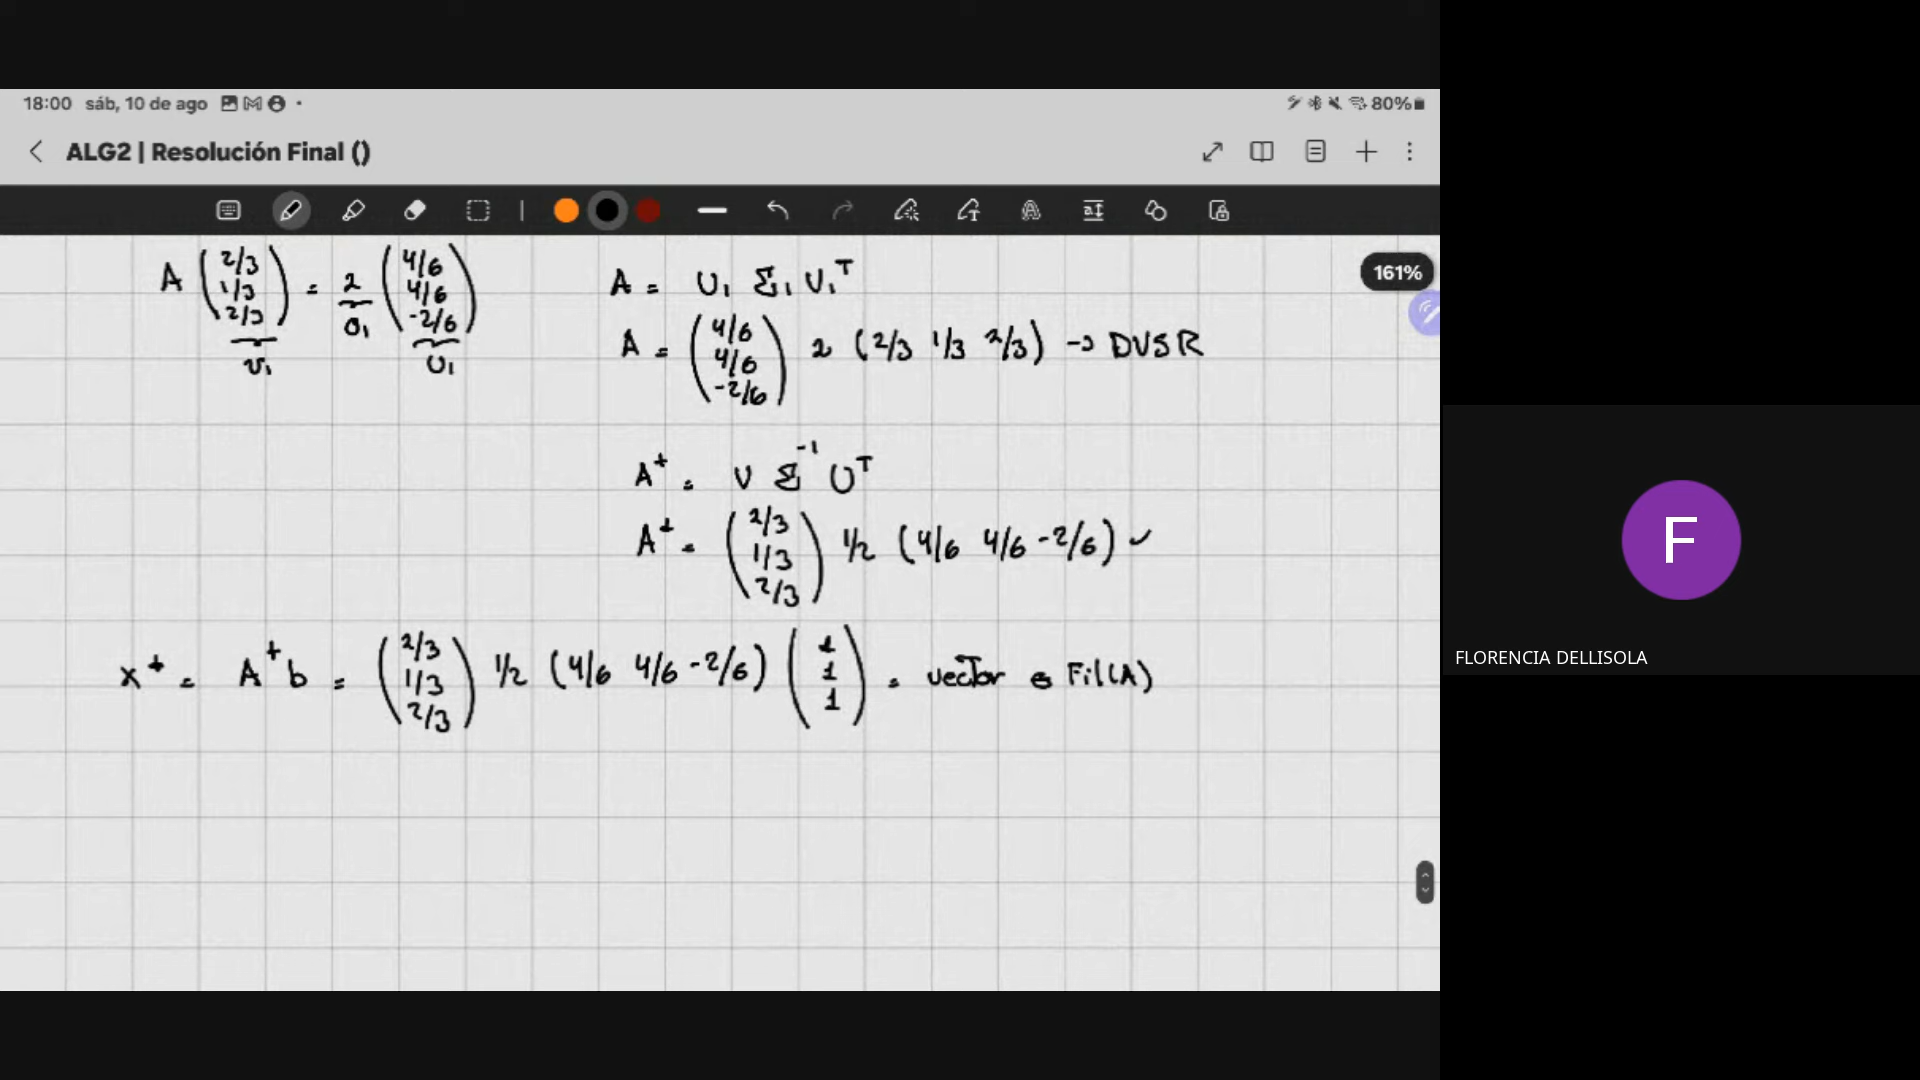 18:00 sáb, 10 de ago
80%
ALG2 | Resolución Final ()
161%
A (2/3 1/3 2/3) = 2 (4/6 4/6 -2/6)
v₁ σ₁ U₁
A = U₁ Σ₁ V₁ᵀ
A = (4/6 4/6 -2/6) 2 (2/3 1/3 2/3) → DVSR
A⁺ = V Σ⁻¹ Uᵀ
A⁺ = (2/3 1/3 2/3) 1/2 (4/6 4/6 -2/6) ✓
x⁺ = A⁺b = (2/3 1/3 2/3) 1/2 (4/6 4/6 -2/6) (1 1 1) = vector ∈ Fil(A)
F
FLORENCIA DELLISOLA